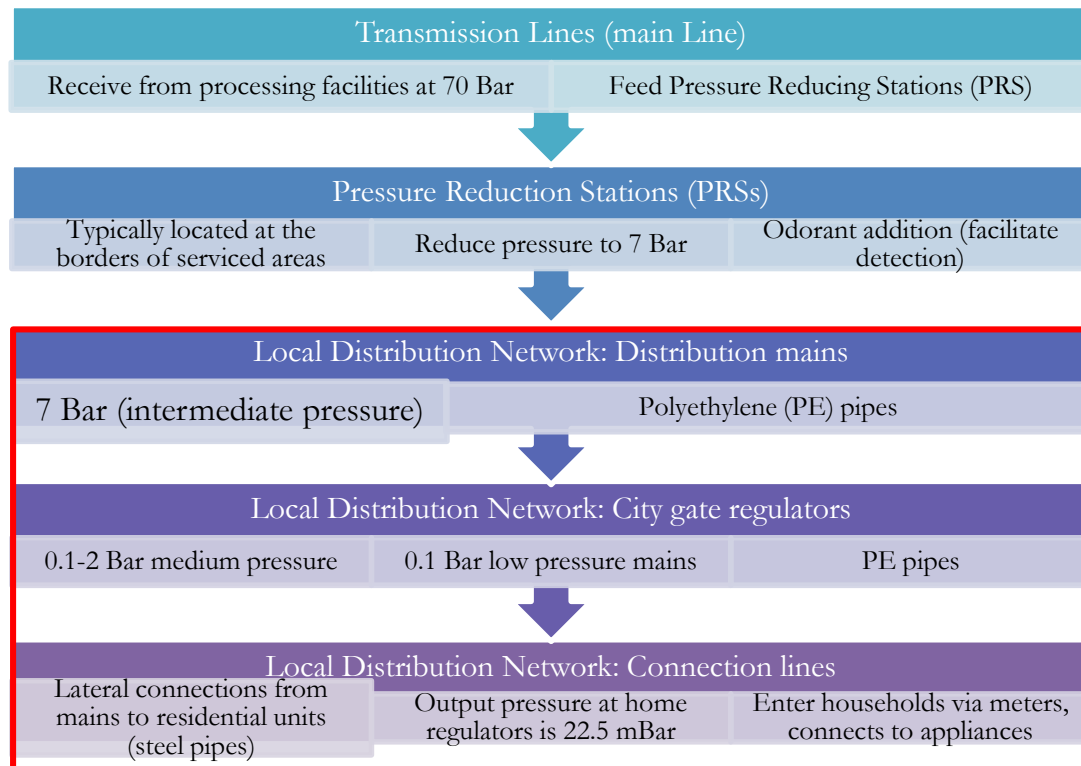 Transmission Lines (main Line)
Receive from processing facilities at 70 Bar
Feed Pressure Reducing Stations (PRS)
Pressure Reduction Stations (PRSs)
Typically located at the
borders of serviced areas
Reduce pressure to 7 Bar
Odorant addition (facilitate
detection)
Local Distribution Network: Distribution mains
7 Bar (intermediate pressure)
Polyethylene (PE) pipes
Local Distribution Network: City gate regulators
0.1-2 Bar medium pressure
0.1 Bar low pressure mains
PE pipes
Local Distribution Network: Connection lines
Lateral connections from
mains to residential units
(steel pipes)
Output pressure at home
regulators is 22.5 mBar
Enter households via meters,
connects to appliances